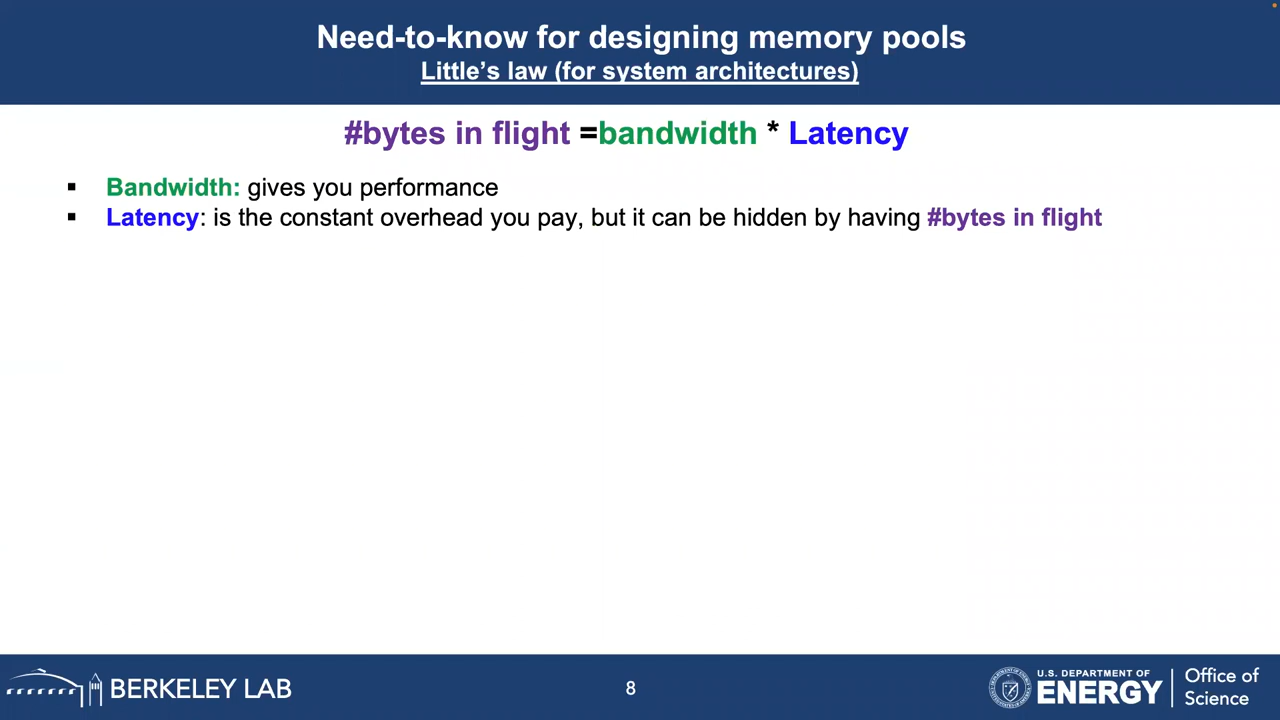 Need-to-know for designing memory pools
Little's law (for system architectures)
#bytes in flight =bandwidth * Latency
▪ Bandwidth: gives you performance
▪ Latency: is the constant overhead you pay, but it can be hidden by having #bytes in flight
BERKELEY LAB
8
U.S. DEPARTMENT OF
ENERGY
Office of
Science